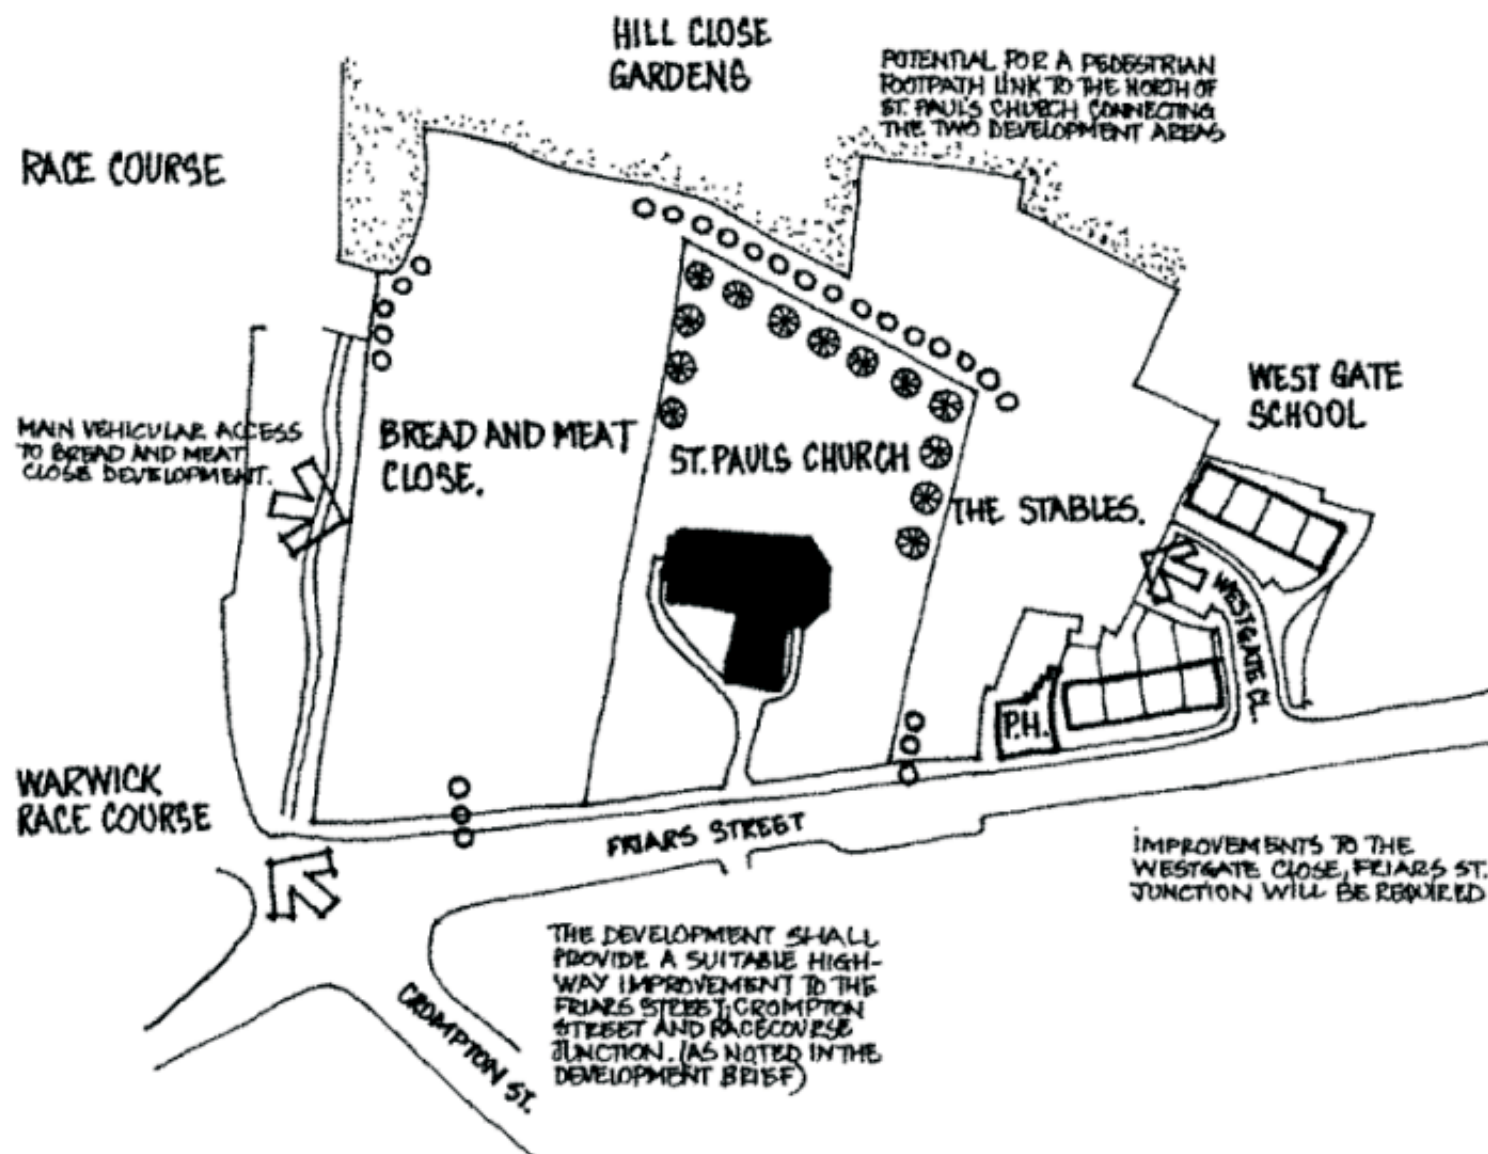 HILL CLOSE
GARDENS
POTENTIAL FOR A PEDESTRIAN
FOOTPATH LINK TO THE NORTH OF
ST. PAUL'S CHURCH CONNECTING
THE TWO DEVELOPMENT AREAS
RACE COURSE
WEST GATE
SCHOOL
MAIN VEHICULAR ACCESS
TO BREAD AND MEAT
CLOSE DEVELOPMENT.
BREAD AND MEAT
CLOSE.
ST. PAULS CHURCH
THE STABLES.
WESTGATE CL.
P.H.
WARWICK
RACE COURSE
FRIARS STREET
IMPROVEMENTS TO THE
WESTGATE CLOSE, FRIARS ST.
JUNCTION WILL BE REQUIRED
THE DEVELOPMENT SHALL
PROVIDE A SUITABLE HIGH-
WAY IMPROVEMENT TO THE
FRIARS STREET, CROMPTON
STREET AND RACECOURSE
JUNCTION. (AS NOTED IN THE
DEVELOPMENT BRIEF)
CROMPTON ST.